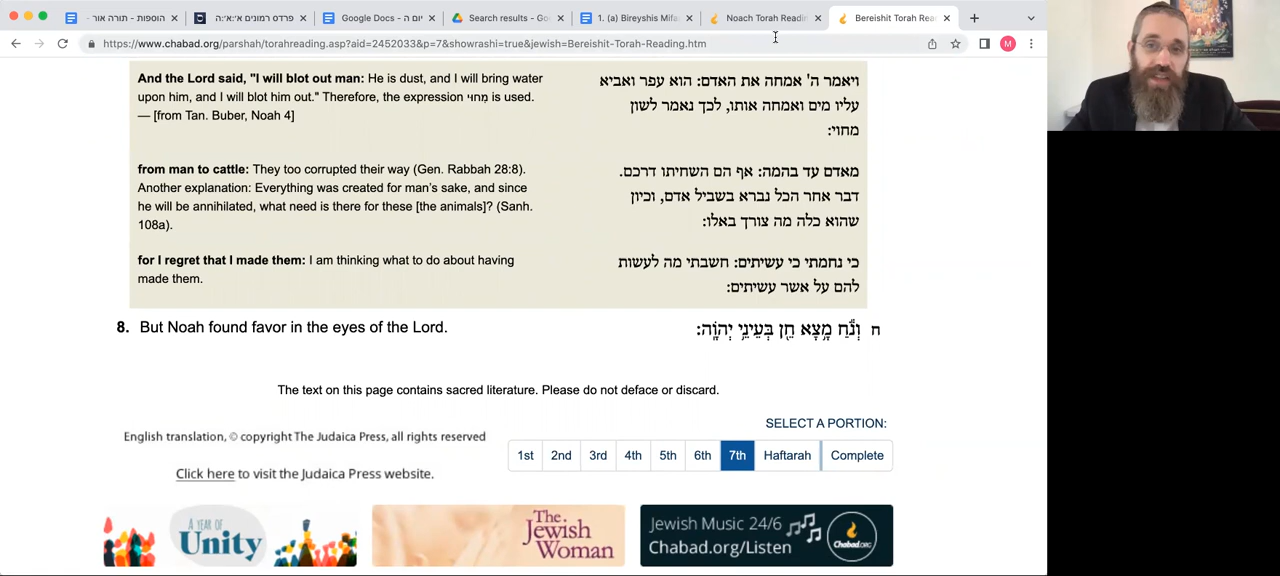 הוספות - תורה אור
פרדס רמונים א׳:א׳:ה
Google Docs - יום ה
Search results - Go
1. (a) Bireyshis Mifa
Noach Torah Readi
Bereishit Torah Rea
https://www.chabad.org/parshah/torahreading.asp?aid=2452033&p=7&showrashi=true&jewish=Bereishit-Torah-Reading.htm
M
And the Lord said, "I will blot out man: He is dust, and I will bring water
upon him, and I will blot him out." Therefore, the expression מִחוּי is used.
— [from Tan. Buber, Noah 4]
ויאמר ה' אמחה את האדם: הוא עפר ואביא
עליו מים ואמחה אותו, לכך נאמר לשון
מחוי:
from man to cattle: They too corrupted their way (Gen. Rabbah 28:8).
Another explanation: Everything was created for man's sake, and since
he will be annihilated, what need is there for these [the animals]? (Sanh.
108a).
מאדם עד בהמה: אף הם השחיתו דרכם.
דבר אחר הכל נברא בשביל אדם, וכיון
שהוא כלה מה צורך באלו:
for I regret that I made them: I am thinking what to do about having
made them.
כי נחמתי כי עשיתים: חשבתי מה לעשות
להם על אשר עשיתים:
8. But Noah found favor in the eyes of the Lord.
ח וְנֹ֕חַ מָ֥צָא חֵ֖ן בְּעֵינֵ֥י יְהֹוָֽה:
The text on this page contains sacred literature. Please do not deface or discard.
SELECT A PORTION:
English translation, © copyright The Judaica Press, all rights reserved
1st 2nd 3rd 4th 5th 6th 7th Haftarah Complete
Click here to visit the Judaica Press website.
A YEAR OF
Unity
The
Jewish
Woman
Jewish Music 24/6
Chabad.org/Listen
Chabad.ORG